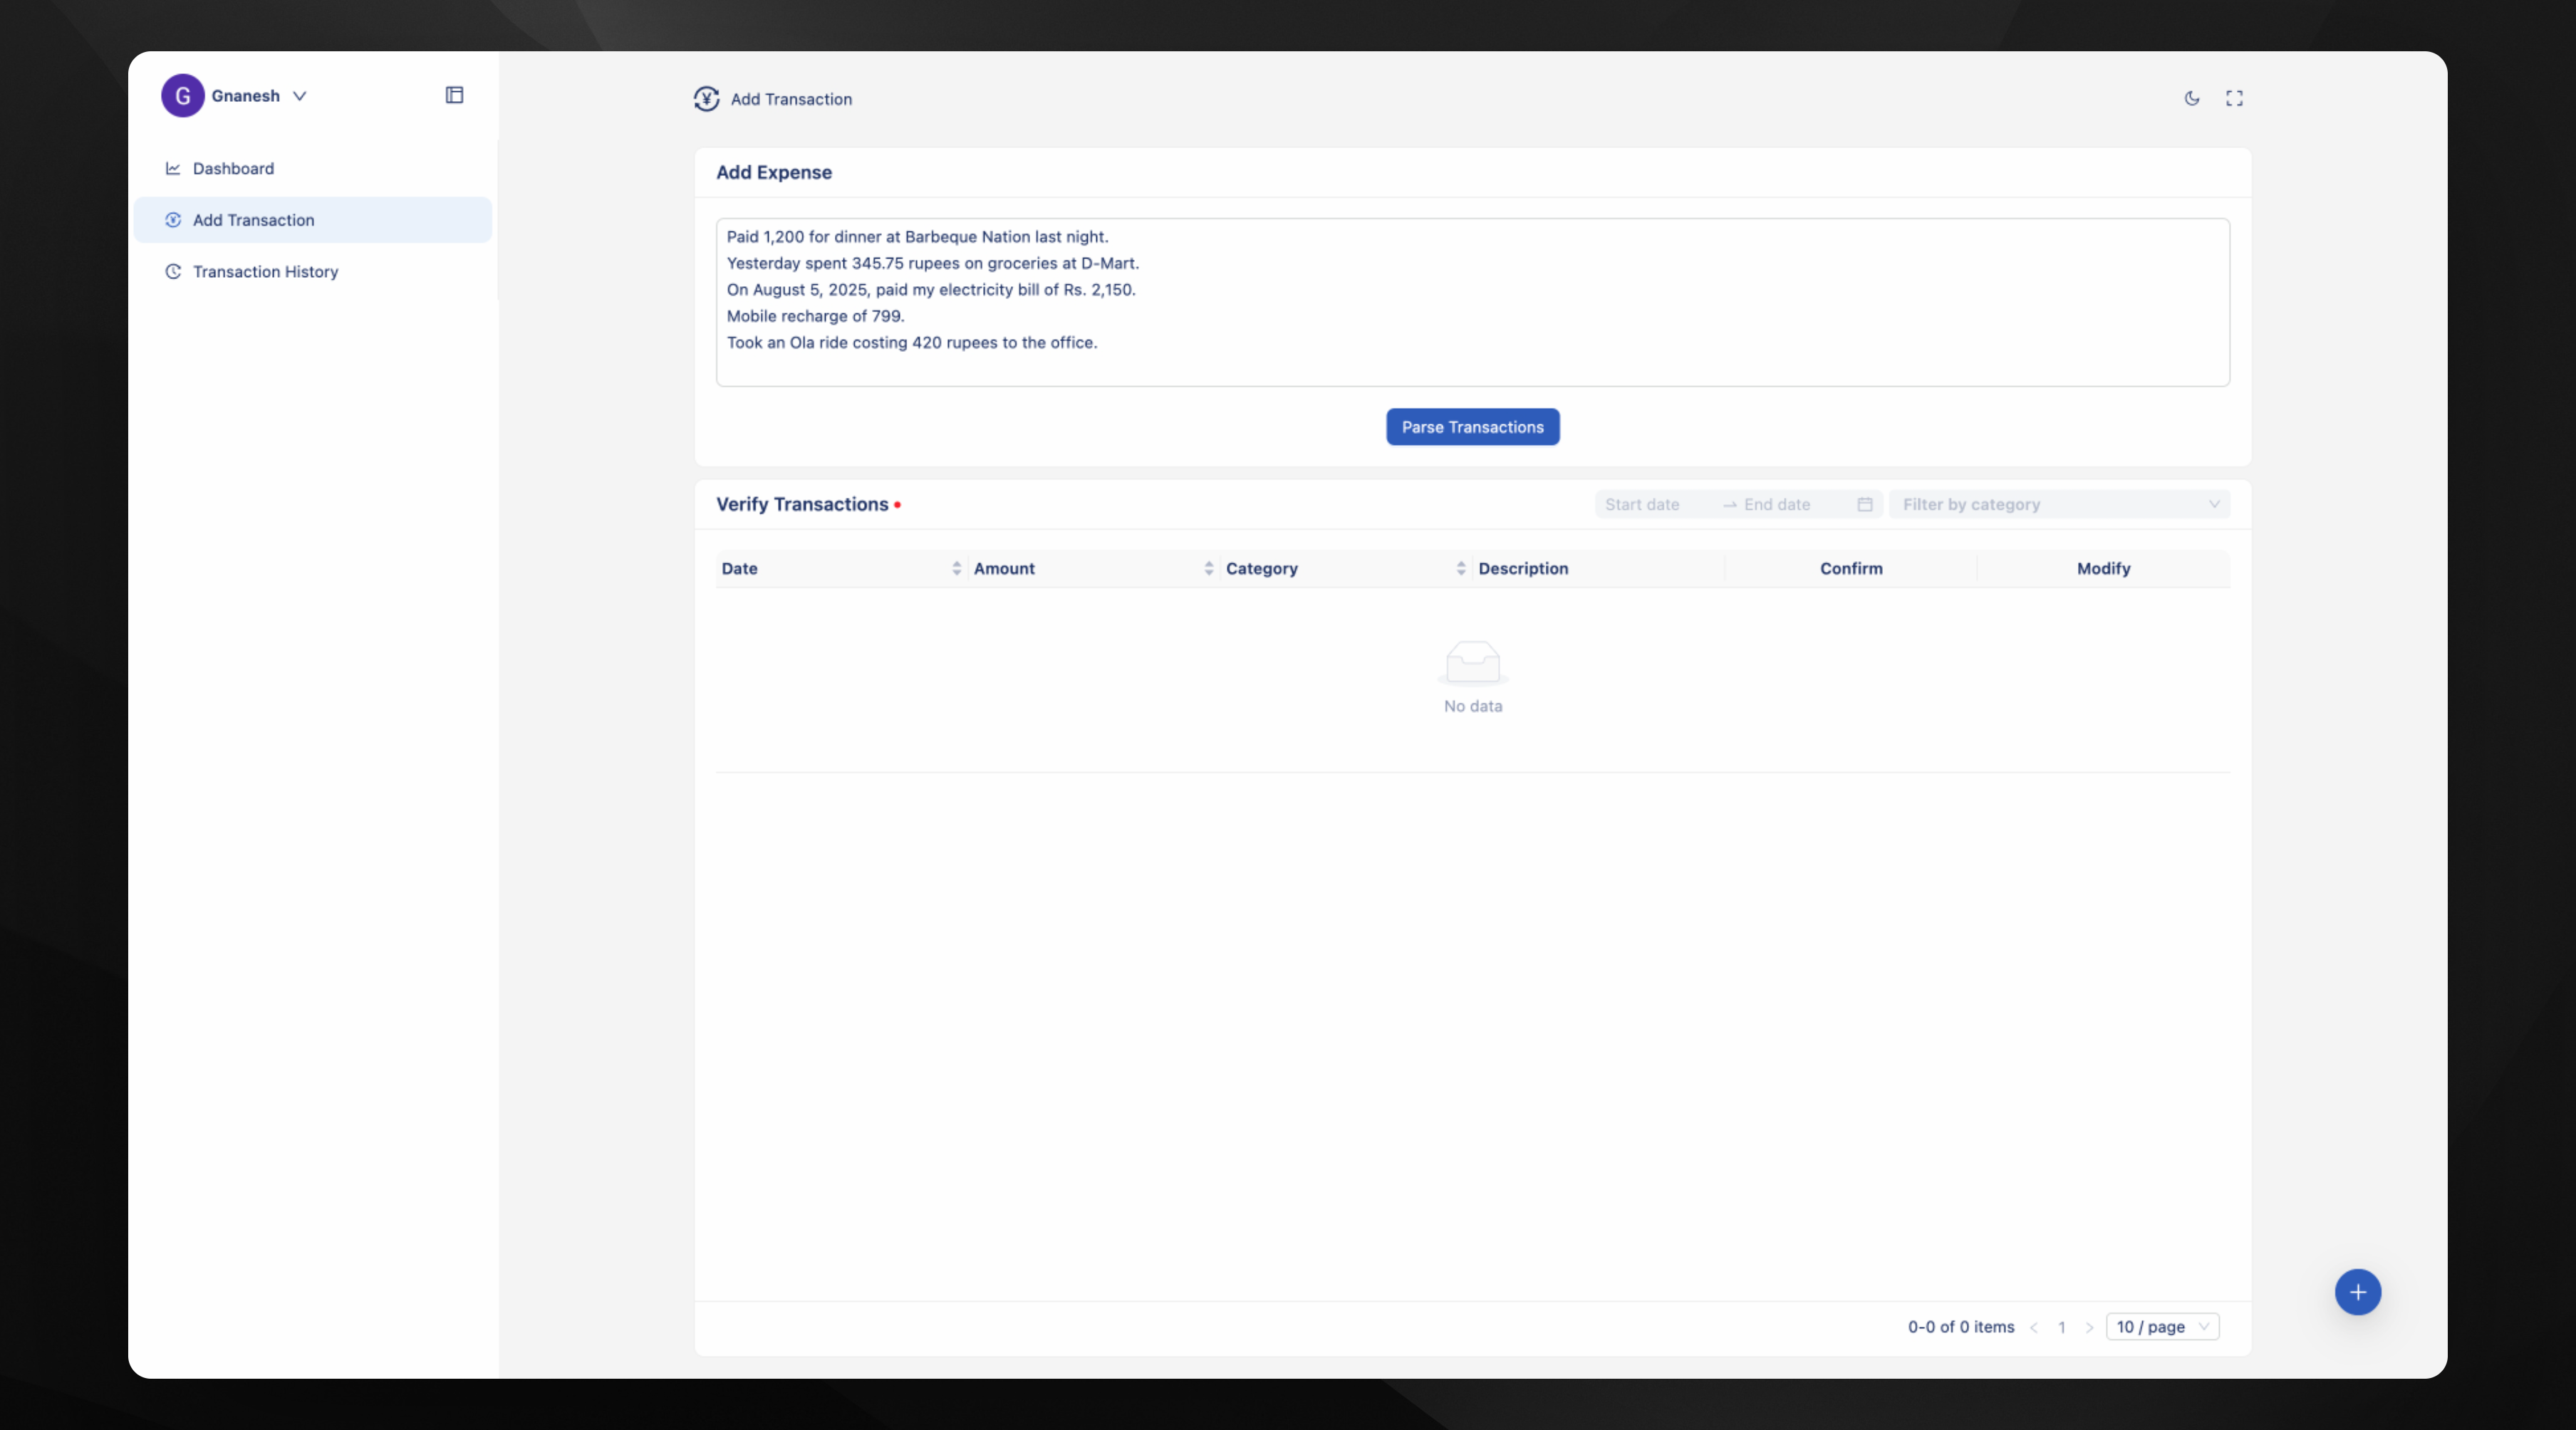 G Gnanesh
Dashboard
Add Transaction
Transaction History
Add Transaction
Add Expense
Paid 1,200 for dinner at Barbeque Nation last night.
Yesterday spent 345.75 rupees on groceries at D-Mart.
On August 5, 2025, paid my electricity bill of Rs. 2,150.
Mobile recharge of 799.
Took an Ola ride costing 420 rupees to the office.
Parse Transactions
Verify Transactions Start date End date Filter by category
Date Amount Category Description Confirm Modify
No data
0-0 of 0 items < 1 > 10 / page